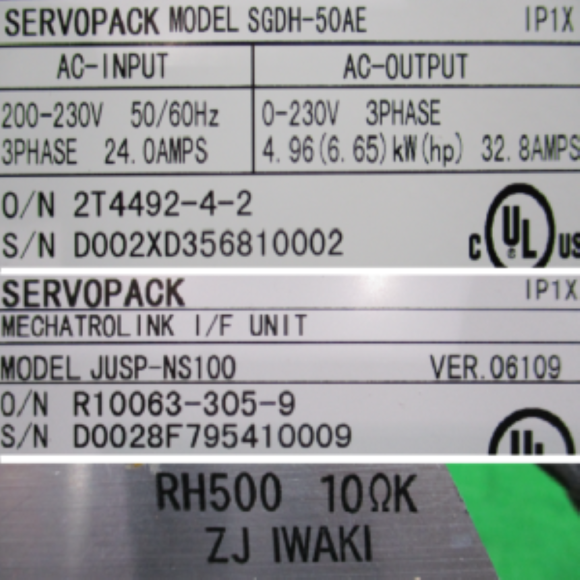 SERVOPACK MODEL SGDH-50AE IP1X
AC-INPUT AC-OUTPUT
200-230V 50/60Hz 0-230V 3PHASE
3PHASE 24.0AMPS 4.96(6.65)kW(hp) 32.8AMPS
O/N 2T4492-4-2
S/N D002XD356810002 C UL US
SERVOPACK IP1X
MECHATROLINK I/F UNIT
MODEL JUSP-NS100 VER.06109
O/N R10063-305-9
S/N D0028F795410009 UL
RH500 10ΩK
ZJ IWAKI